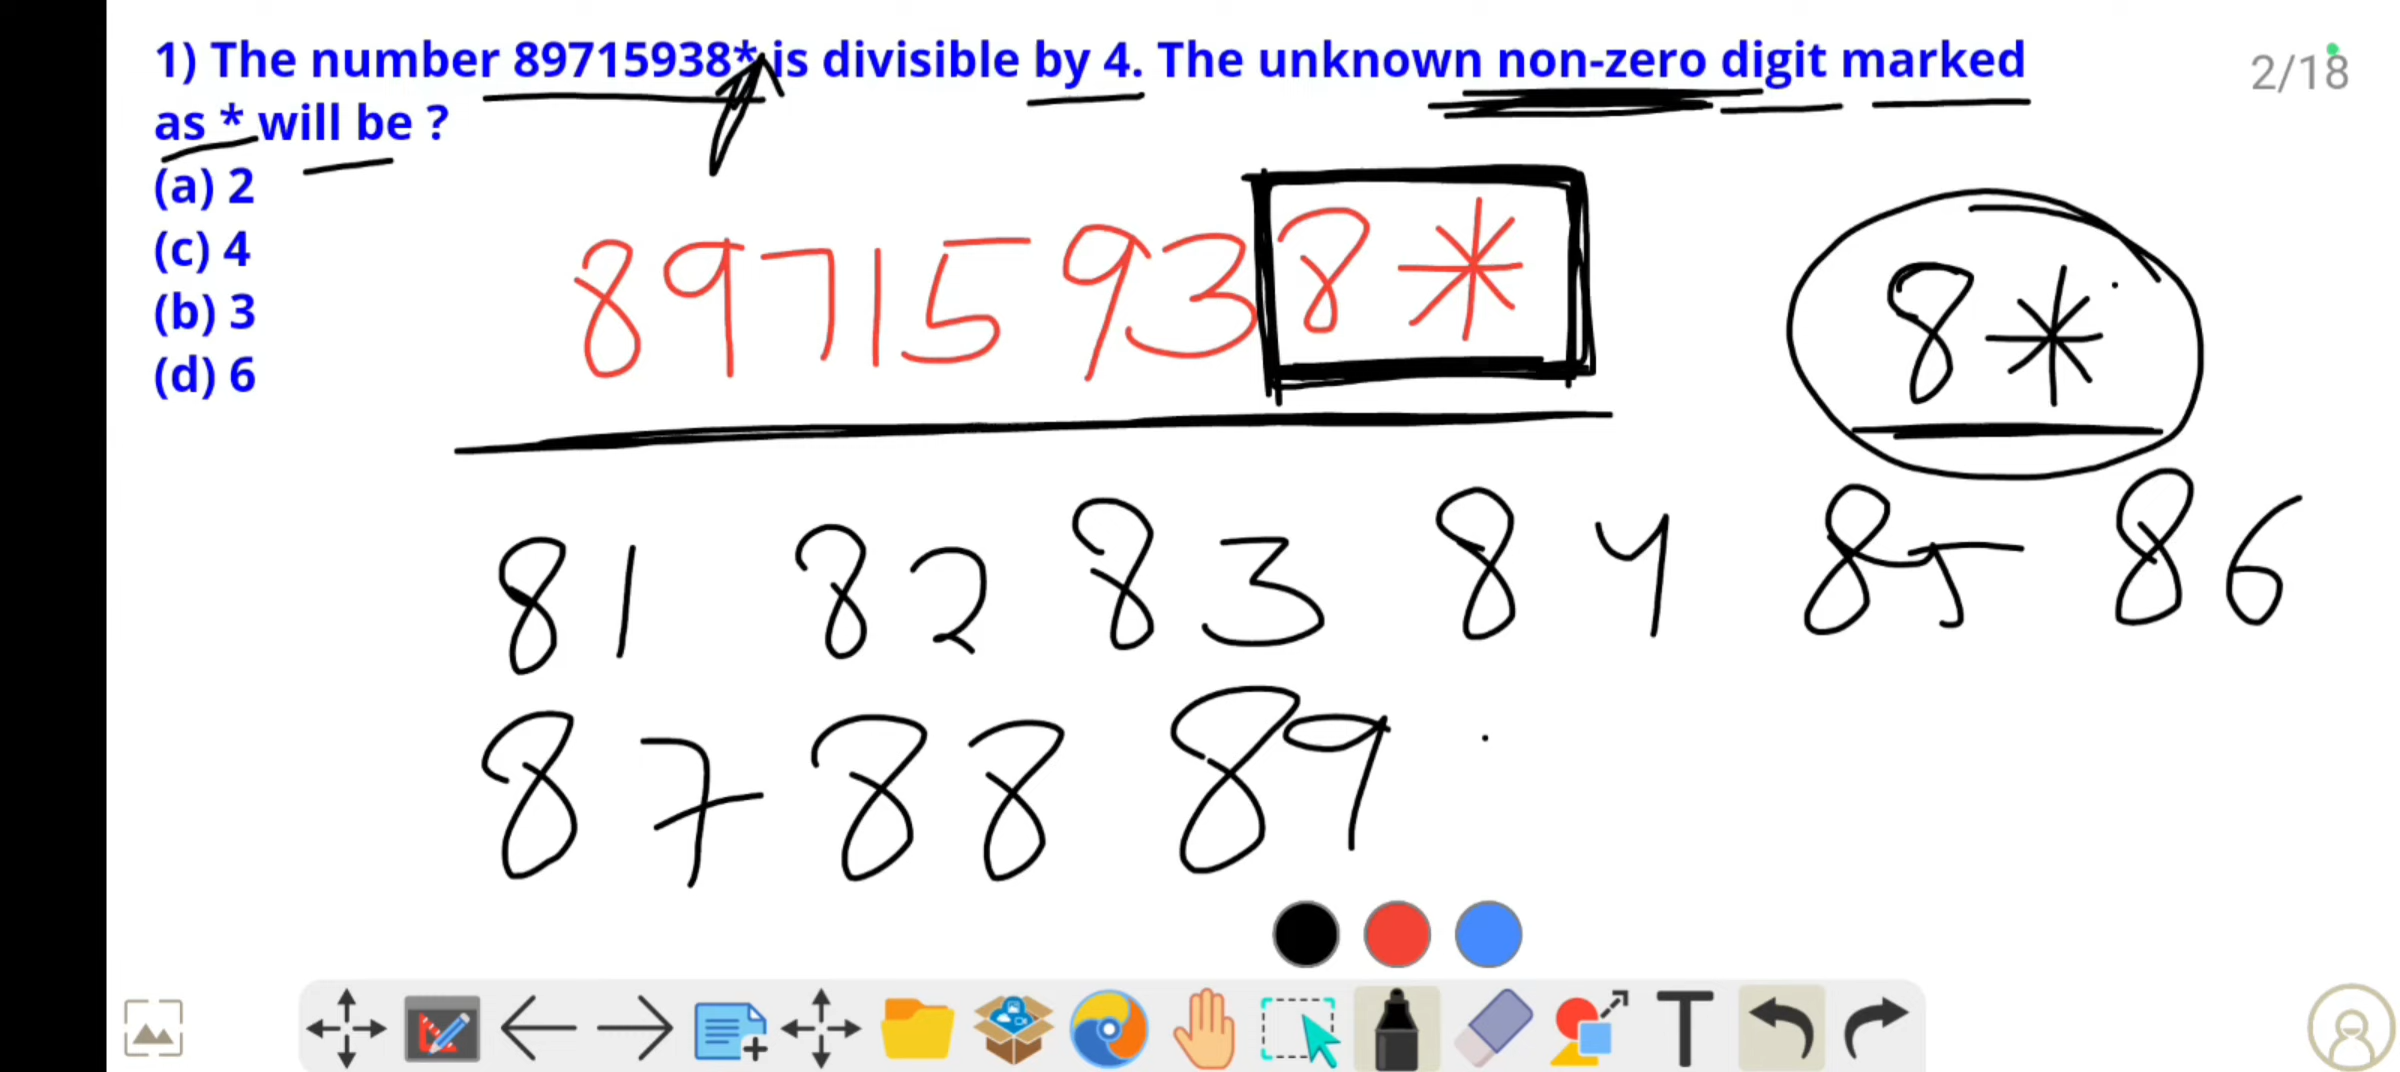 1) The number 89715938* is divisible by 4. The unknown non-zero digit marked
as * will be ?
2/18
(a) 2
(c) 4
(b) 3
(d) 6
89715938*
8*
81 82 83 84 85 86
87 88 89
T